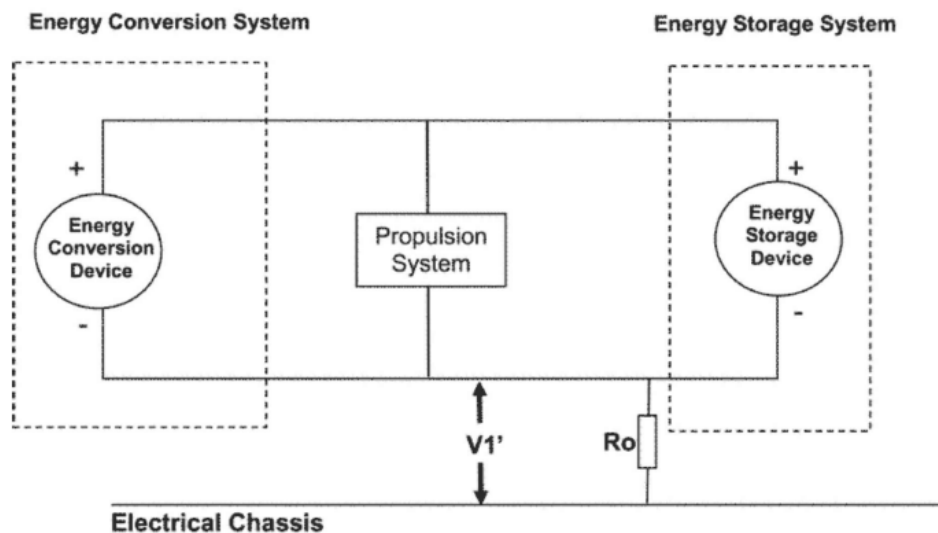 Energy Conversion System
Energy Storage System
+
Energy
Conversion
Device
-
Propulsion
System
+
Energy
Storage
Device
-
V1'
Ro
Electrical Chassis